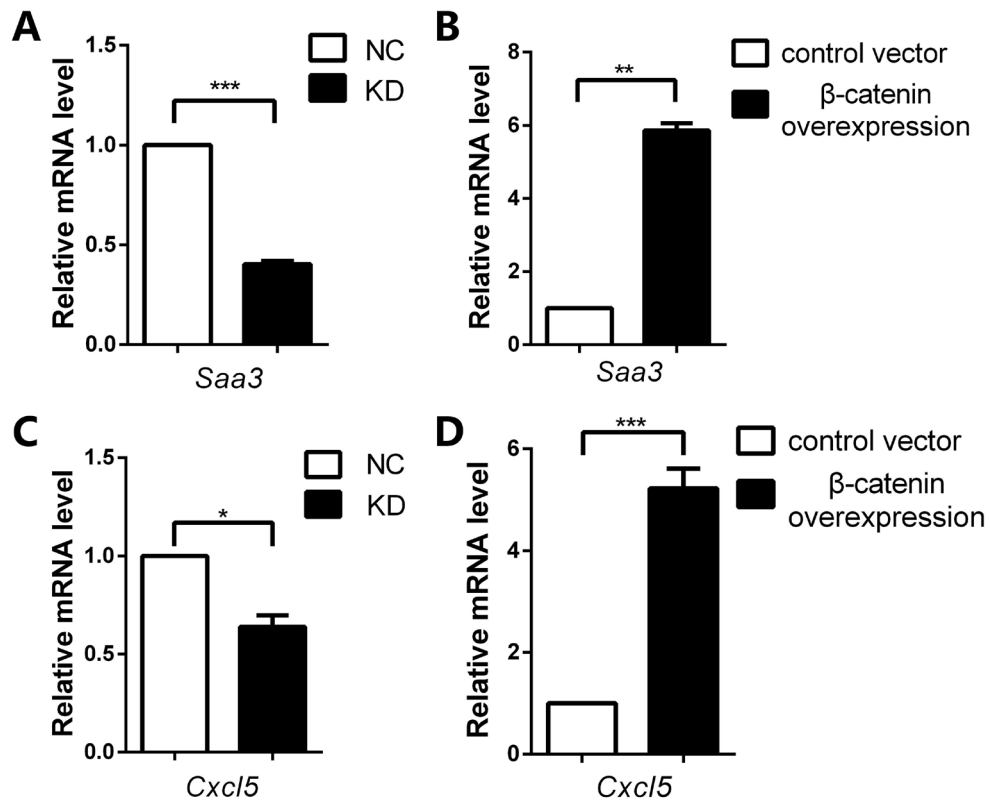 A
Relative mRNA level
1.5
1.0
0.5
0.0
***
NC
KD
Saa3
B
Relative mRNA level
8
6
4
2
0
**
control vector
β-catenin
overexpression
Saa3
C
Relative mRNA level
1.5
1.0
0.5
0.0
*
NC
KD
Cxcl5
D
Relative mRNA level
6
4
2
0
***
control vector
β-catenin
overexpression
Cxcl5